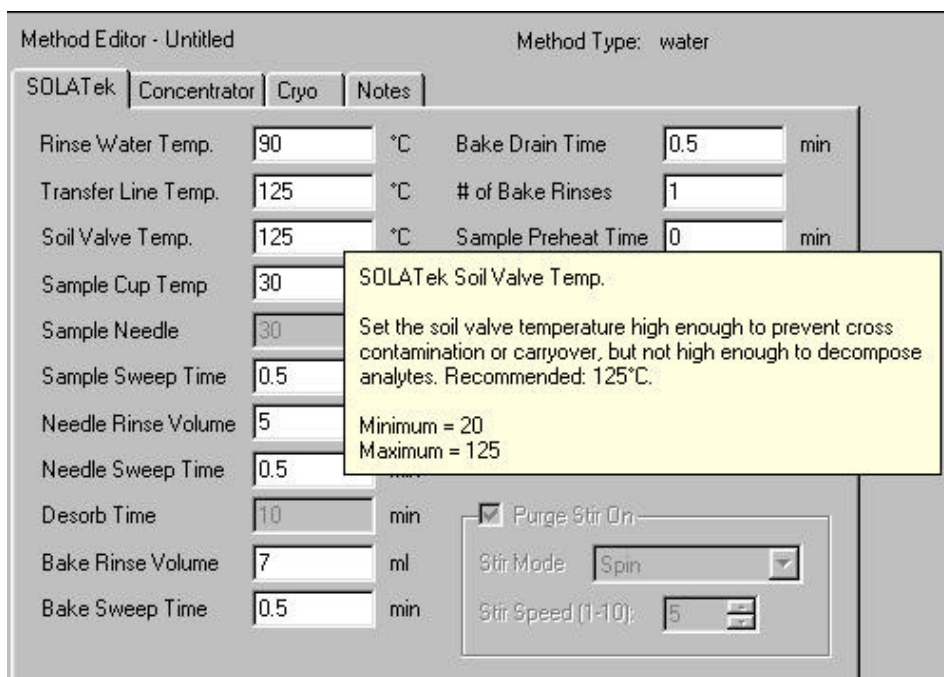 Method Editor - Untitled Method Type: water
SOLATek Concentrator Cryo Notes
Rinse Water Temp. 90 °C Bake Drain Time 0.5 min
Transfer Line Temp. 125 °C # of Bake Rinses 1
Soil Valve Temp. 125 °C Sample Preheat Time 0 min
Sample Cup Temp 30
Sample Needle 30
Sample Sweep Time 0.5
Needle Rinse Volume 5
Needle Sweep Time 0.5
Desorb Time 10 min
Bake Rinse Volume 7 ml
Bake Sweep Time 0.5 min
SOLATek Soil Valve Temp.
Set the soil valve temperature high enough to prevent cross
contamination or carryover, but not high enough to decompose
analytes. Recommended: 125°C.
Minimum = 20
Maximum = 125
Purge Stir On
Stir Mode Spin
Stir Speed (1-10): 5